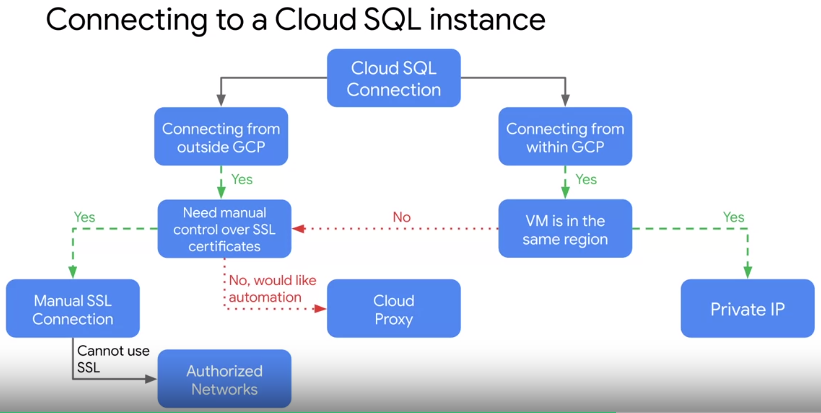 Connecting to a Cloud SQL instance
Cloud SQL
Connection
Connecting from
outside GCP
Connecting from
within GCP
Yes
Yes
Need manual
control over SSL
certificates
VM is in the
same region
Yes
No
Yes
No, would like
automation
Manual SSL
Connection
Cloud
Proxy
Private IP
Cannot use
SSL
Authorized
Networks